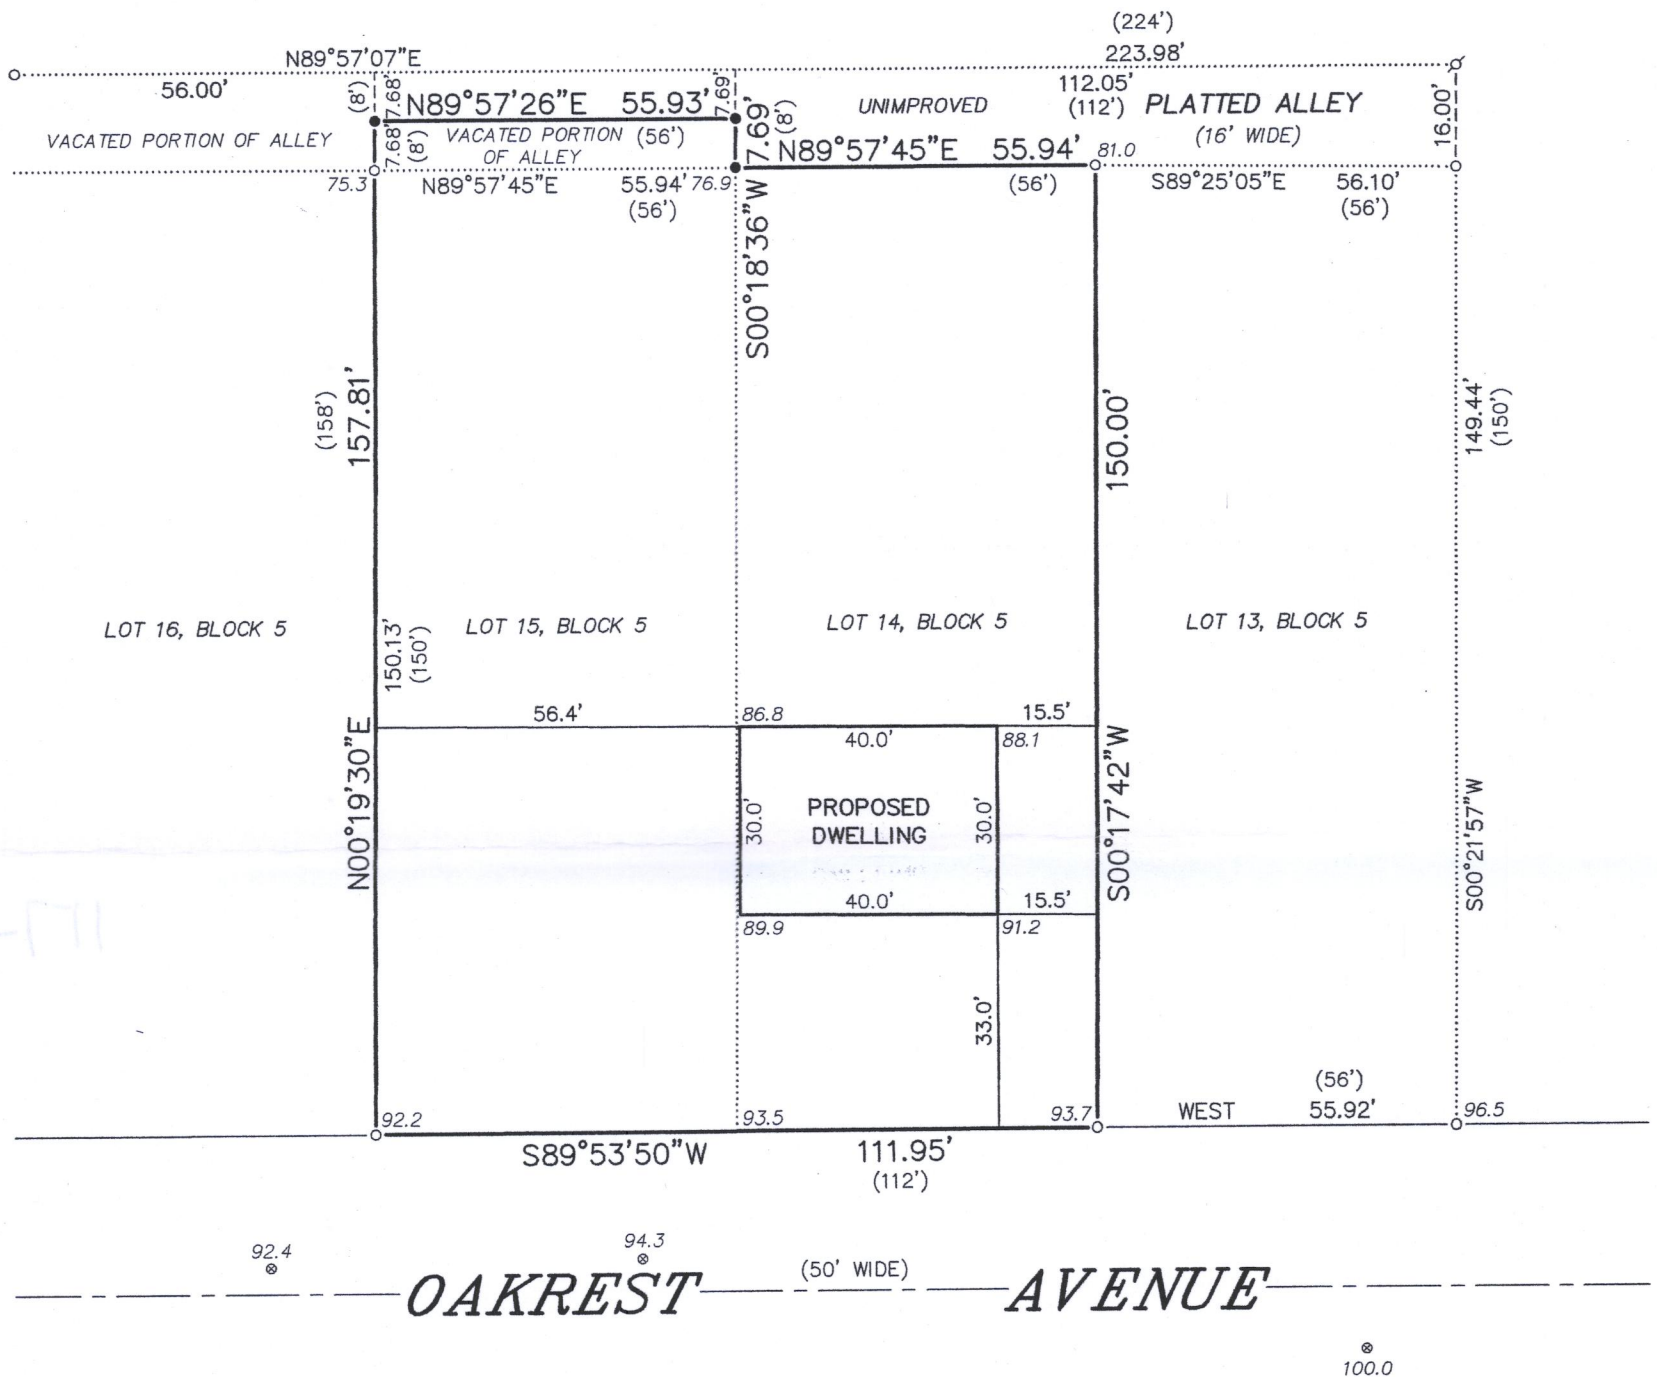 (224')
N89°57'07"E
223.98'
56.00'
(8')
7.68'
7.69'
112.05'
N89°57'26"E 55.93'
UNIMPROVED
(112')
PLATTED ALLEY
16.00'
VACATED PORTION OF ALLEY
7.68'
(8')
VACATED PORTION (56')
OF ALLEY
7.69'
(8')
(16' WIDE)
N89°57'45"E 55.94'
81.0
75.3
N89°57'45"E 55.94'
76.9
(56')
(56')
S89°25'05"E 56.10'
(56')
S00°18'36"W
(158')
157.81'
150.00'
149.44'
(150')
LOT 16, BLOCK 5
LOT 15, BLOCK 5
LOT 14, BLOCK 5
LOT 13, BLOCK 5
150.13'
(150')
56.4'
86.8
15.5'
40.0'
88.1
N00°19'30"E
30.0'
PROPOSED
DWELLING
30.0'
S00°17'42"W
S00°21'57"W
40.0'
15.5'
89.9
91.2
33.0'
(56')
92.2
93.5
93.7
WEST 55.92'
96.5
S89°53'50"W 111.95'
(112')
92.4
94.3
(50' WIDE)
OAKREST AVENUE
100.0